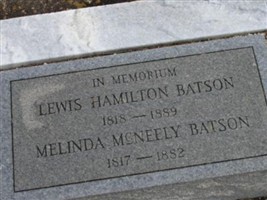 IN MEMORIUM
LEWIS HAMILTON BATSON
1818 — 1889
MELINDA McNEELY BATSON
1817 — 1882